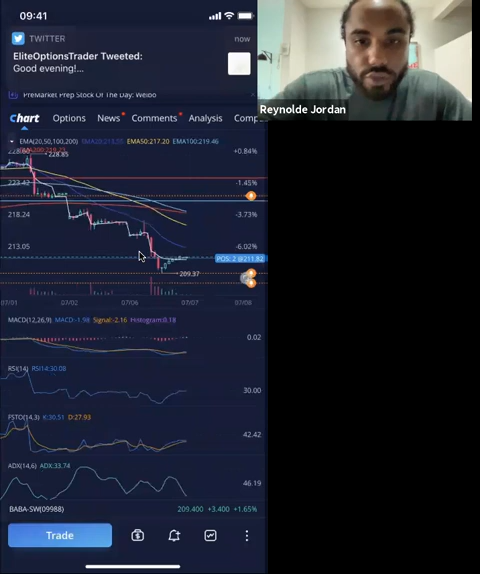 09:41
TWITTER
now
EliteOptionsTrader Tweeted:
Good evening!...
PreMarket Prep Stock Of The Day: Weibo
Reynolde Jordan
Chart Options News Comments Analysis Comp
EMA(20,50,100,200) EMA50:217.20 EMA100:219.46
228.85
+0.84%
223.42
-1.45%
218.24
-3.73%
213.05
-6.02%
POS: 2 @211.82
209.37
07/01 07/02 07/06 07/07 07/08
MACD(12,26,9) MACD:-1.98 Signal:-2.16 Histogram:0.18
0.02
RSI(14) RSI14:30.08
30.00
FSTO(14,3) K:30.51 D:27.93
42.42
ADX(14,6) ADX:33.74
46.19
BABA-SW(09988) 209.400 +3.400 +1.65%
Trade